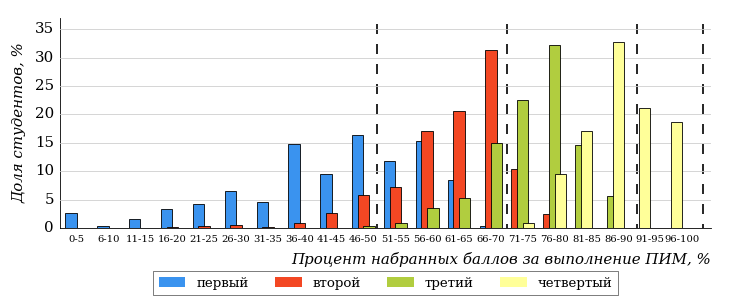 Доля студентов, %
35
30
25
20
15
10
5
0
0-5 6-10 11-15 16-20 21-25 26-30 31-35 36-40 41-45 46-50 51-55 56-60 61-65 66-70 71-75 76-80 81-85 86-90 91-95 96-100
Процент набранных баллов за выполнение ПИМ, %
первый второй третий четвертый